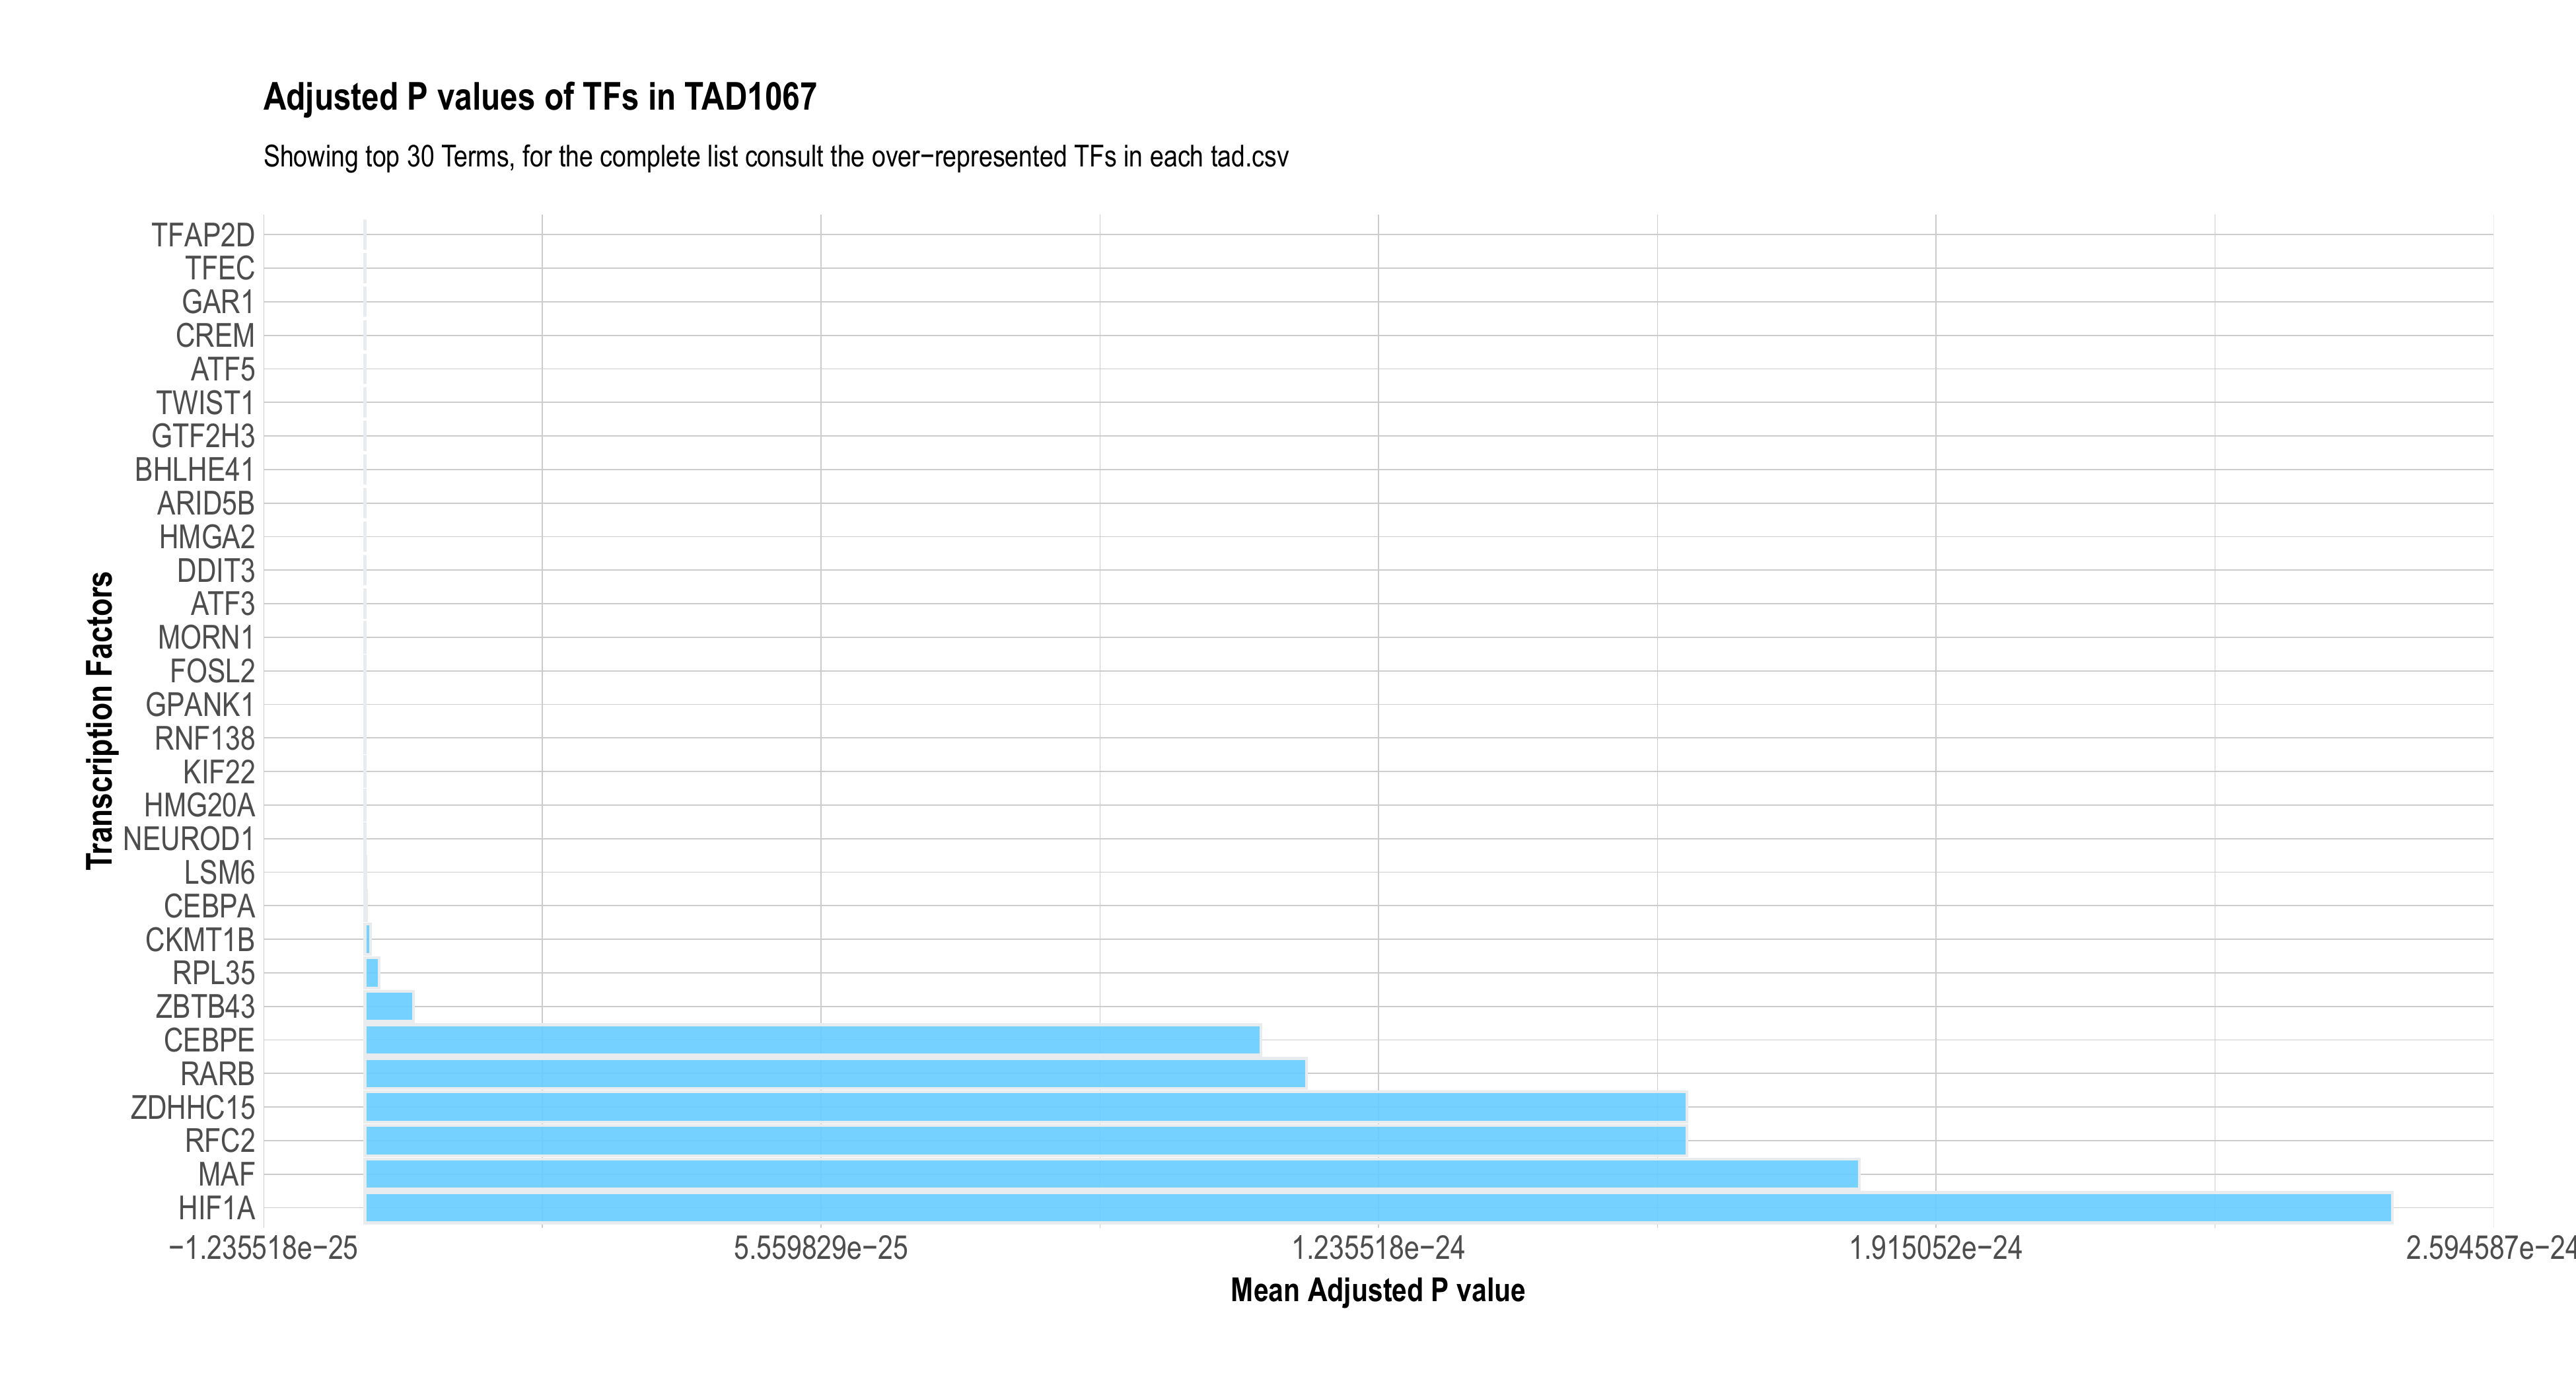 Adjusted P values of TFs in TAD1067
Showing top 30 Terms, for the complete list consult the over−represented TFs in each tad.csv
Transcription Factors
TFAP2D
TFEC
GAR1
CREM
ATF5
TWIST1
GTF2H3
BHLHE41
ARID5B
HMGA2
DDIT3
ATF3
MORN1
FOSL2
GPANK1
RNF138
KIF22
HMG20A
NEUROD1
LSM6
CEBPA
CKMT1B
RPL35
ZBTB43
CEBPE
RARB
ZDHHC15
RFC2
MAF
HIF1A
−1.235518e−25 5.559829e−25 1.235518e−24 1.915052e−24 2.594587e−24
Mean Adjusted P value